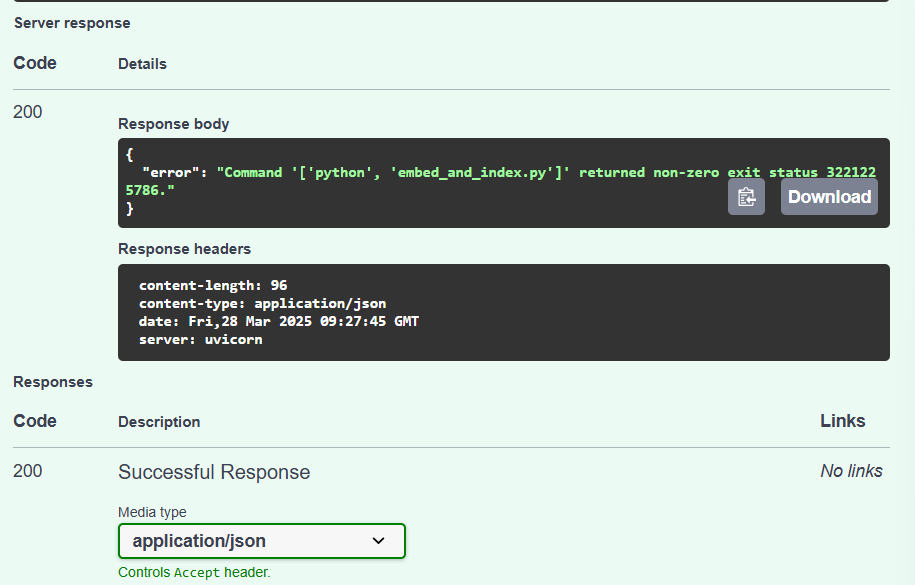 Server response
Code Details
200
Response body
{
"error": "Command '['python', 'embed_and_index.py']' returned non-zero exit status 322122
5786."
}
Download
Response headers
content-length: 96
content-type: application/json
date: Fri,28 Mar 2025 09:27:45 GMT
server: uvicorn
Responses
Code Description Links
200 Successful Response No links
Media type
application/json
Controls Accept header.